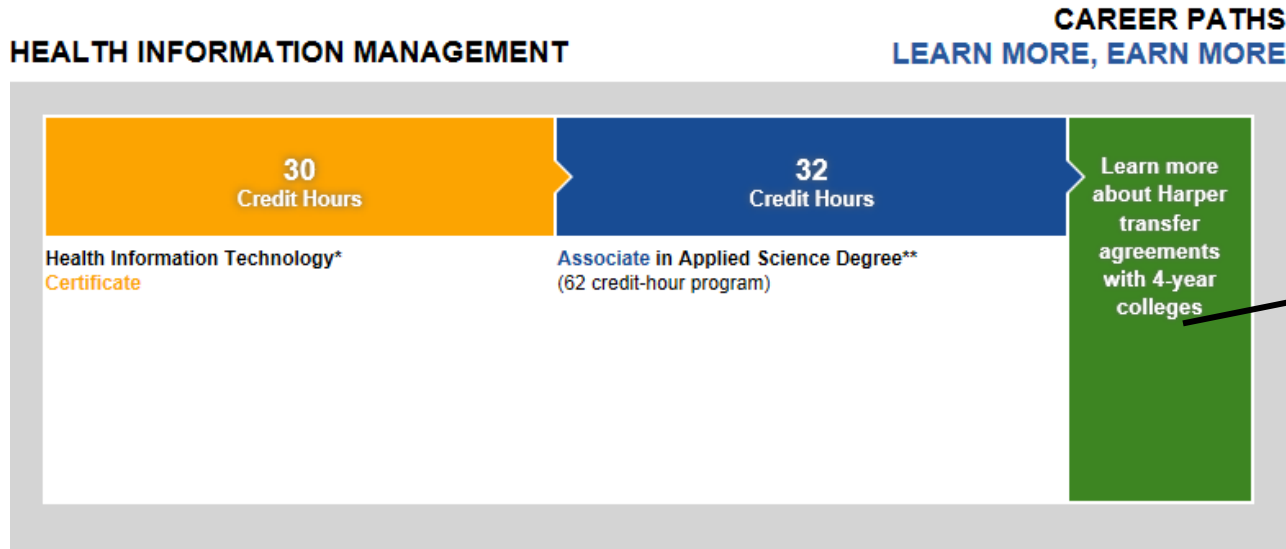 CAREER PATHS
HEALTH INFORMATION MANAGEMENT
LEARN MORE, EARN MORE
30
Credit Hours
32
Credit Hours
Learn more
about Harper
transfer
agreements
with 4-year
colleges
Health Information Technology*
Certificate
Associate in Applied Science Degree**
(62 credit-hour program)